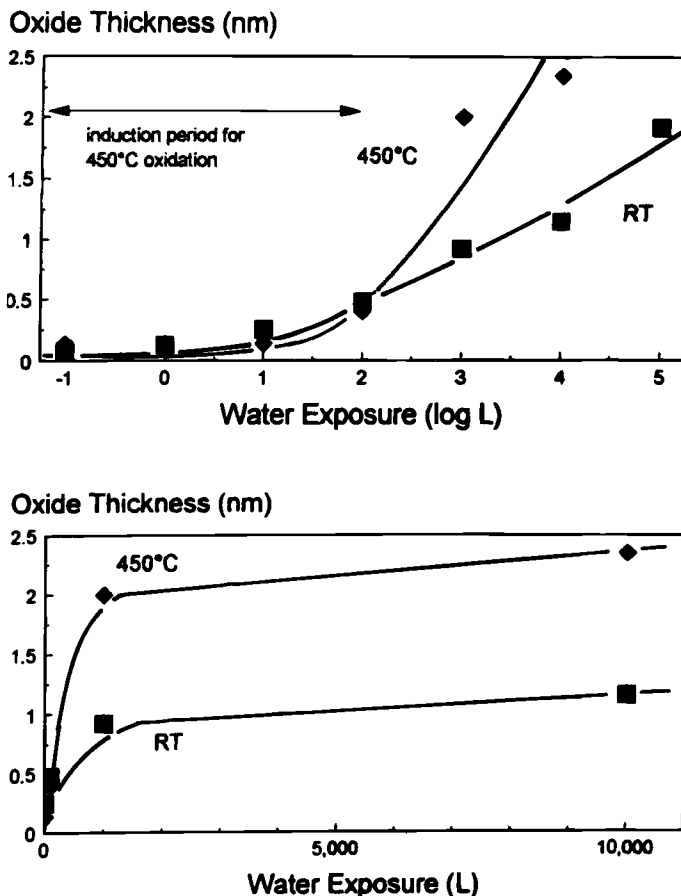 Oxide Thickness (nm)
2.5
2
1.5
1
0.5
0
induction period for
450°C oxidation
450°C
RT
-1 0 1 2 3 4 5
Water Exposure (log L)
Oxide Thickness (nm)
2.5
2
1.5
1
0.5
0
450°C
RT
0 5,000 10,000
Water Exposure (L)